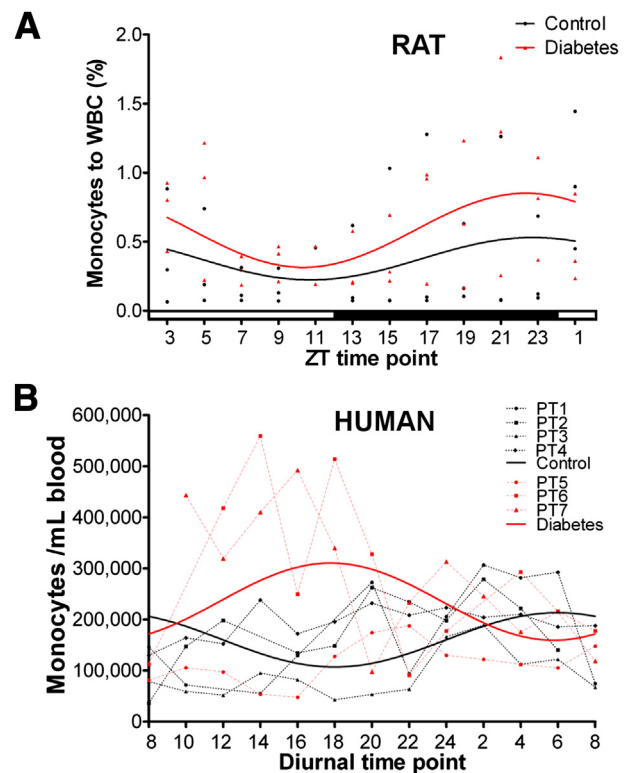 A
RAT
Control
Diabetes
Monocytes to WBC (%)
2.0
1.5
1.0
0.5
0.0
3 5 7 9 11 13 15 17 19 21 23 1
ZT time point
B
HUMAN
PT1
PT2
PT3
PT4
Control
PT5
PT6
PT7
Diabetes
Monocytes /mL blood
600,000
500,000
400,000
300,000
200,000
100,000
0
8 10 12 14 16 18 20 22 24 2 4 6 8
Diurnal time point